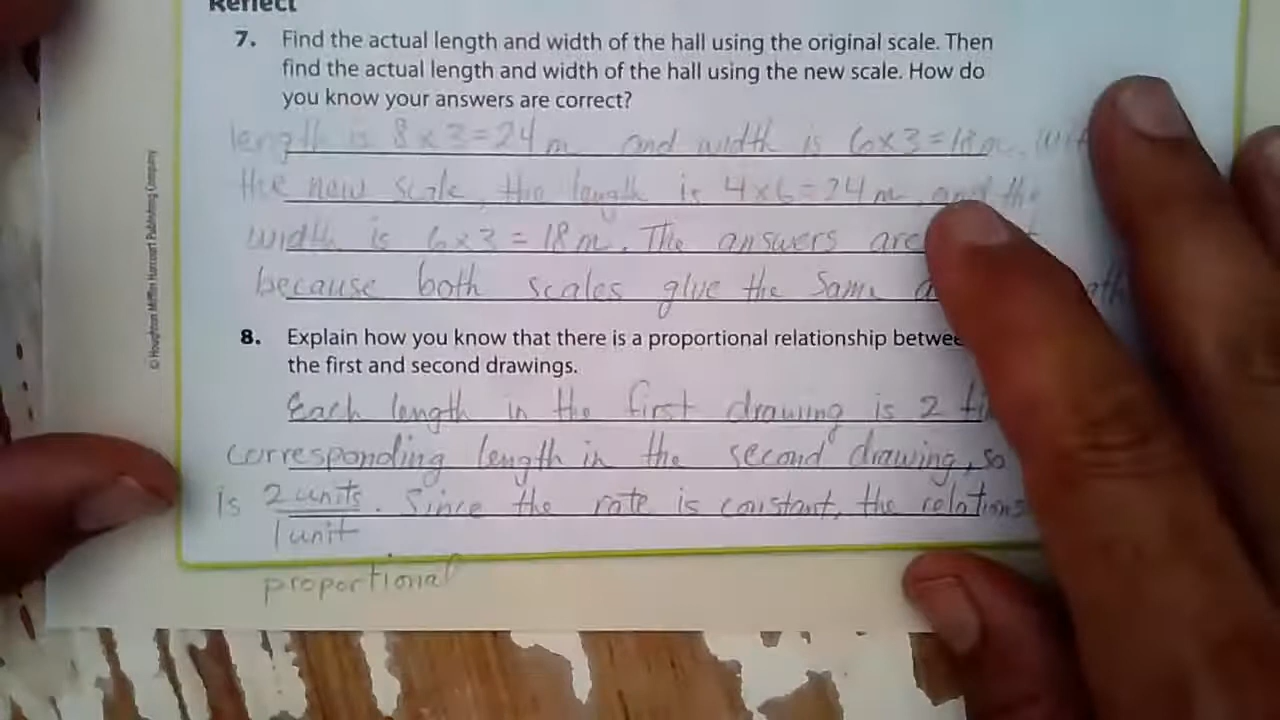 Reflect
7. Find the actual length and width of the hall using the original scale. Then
find the actual length and width of the hall using the new scale. How do
you know your answers are correct?
length is 8 x 3 = 24 m and width is 6 x 3 = 18 m,
the new scale, the length is 4 x 6 = 24 m and the
width is 6 x 3 = 18 m. The answers are
because both scales give the same
8. Explain how you know that there is a proportional relationship betwee
the first and second drawings.
Each length in the first drawing is 2 ti
corresponding length in the second drawing, so
is 2 units. Since the rate is constant, the relations
1 unit
proportional
© Houghton Mifflin Harcourt Publishing Company